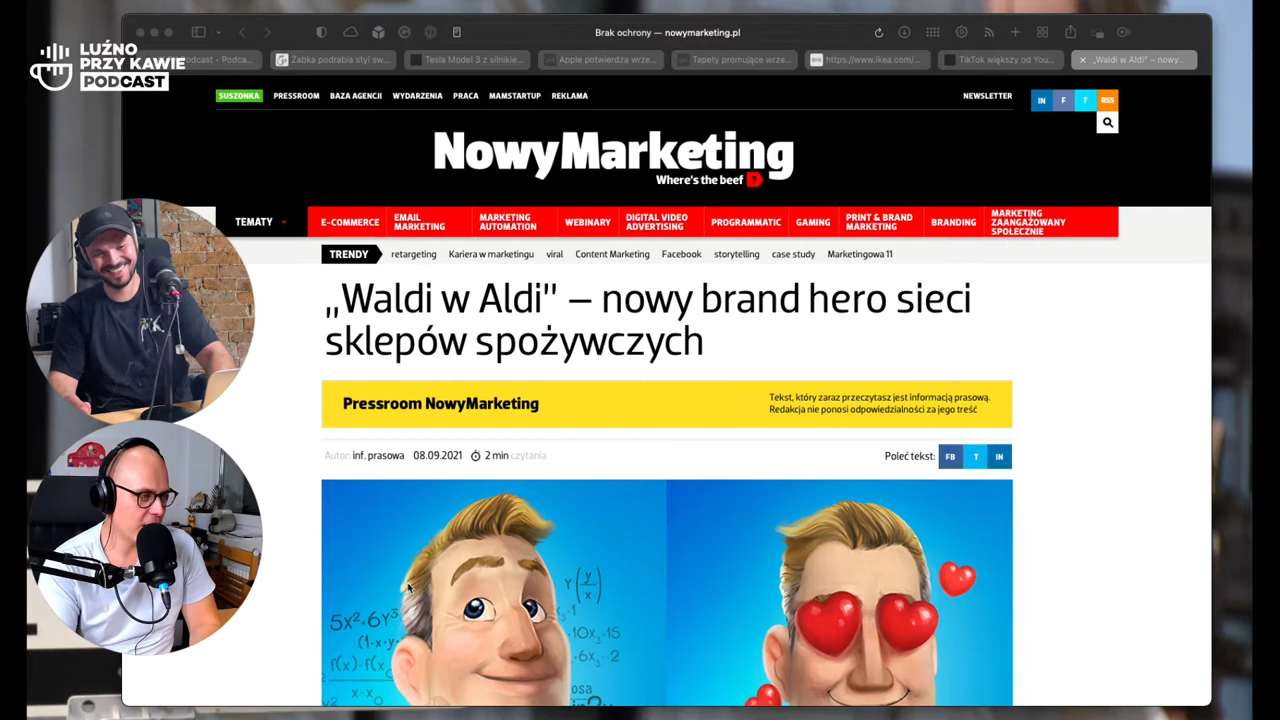 LUŹNO
PRZY KAWIE
PODCAST
Brak ochrony — nowymarketing.pl
odcast - Podca...
Żabka podrabia styl sw...
Tesla Model 3 z silnikie...
Apple potwierdza wrze...
Tapety promujące wrze...
https://www.ikea.com/...
TikTok większy od You...
„Waldi w Aldi" – nowy...
SUSZONKA PRESSROOM BAZA AGENCJI WYDARZENIA PRACA MAMSTARTUP REKLAMA
NEWSLETTER
IN F T RSS
NowyMarketing
Where's the beef ?
TEMATY
E-COMMERCE
EMAIL
MARKETING
MARKETING
AUTOMATION
WEBINARY
DIGITAL VIDEO
ADVERTISING
PROGRAMMATIC
GAMING
PRINT & BRAND
MARKETING
BRANDING
MARKETING
ZAANGAŻOWANY
SPOŁECZNIE
TRENDY
retargeting Kariera w marketingu viral Content Marketing Facebook storytelling case study Marketingowa 11
„Waldi w Aldi" – nowy brand hero sieci
sklepów spożywczych
Pressroom NowyMarketing
Tekst, który zaraz przeczytasz jest informacją prasową.
Redakcja nie ponosi odpowiedzialności za jego treść
Autor: inf. prasowa 08.09.2021 2 min czytania
Poleć tekst: FB T IN